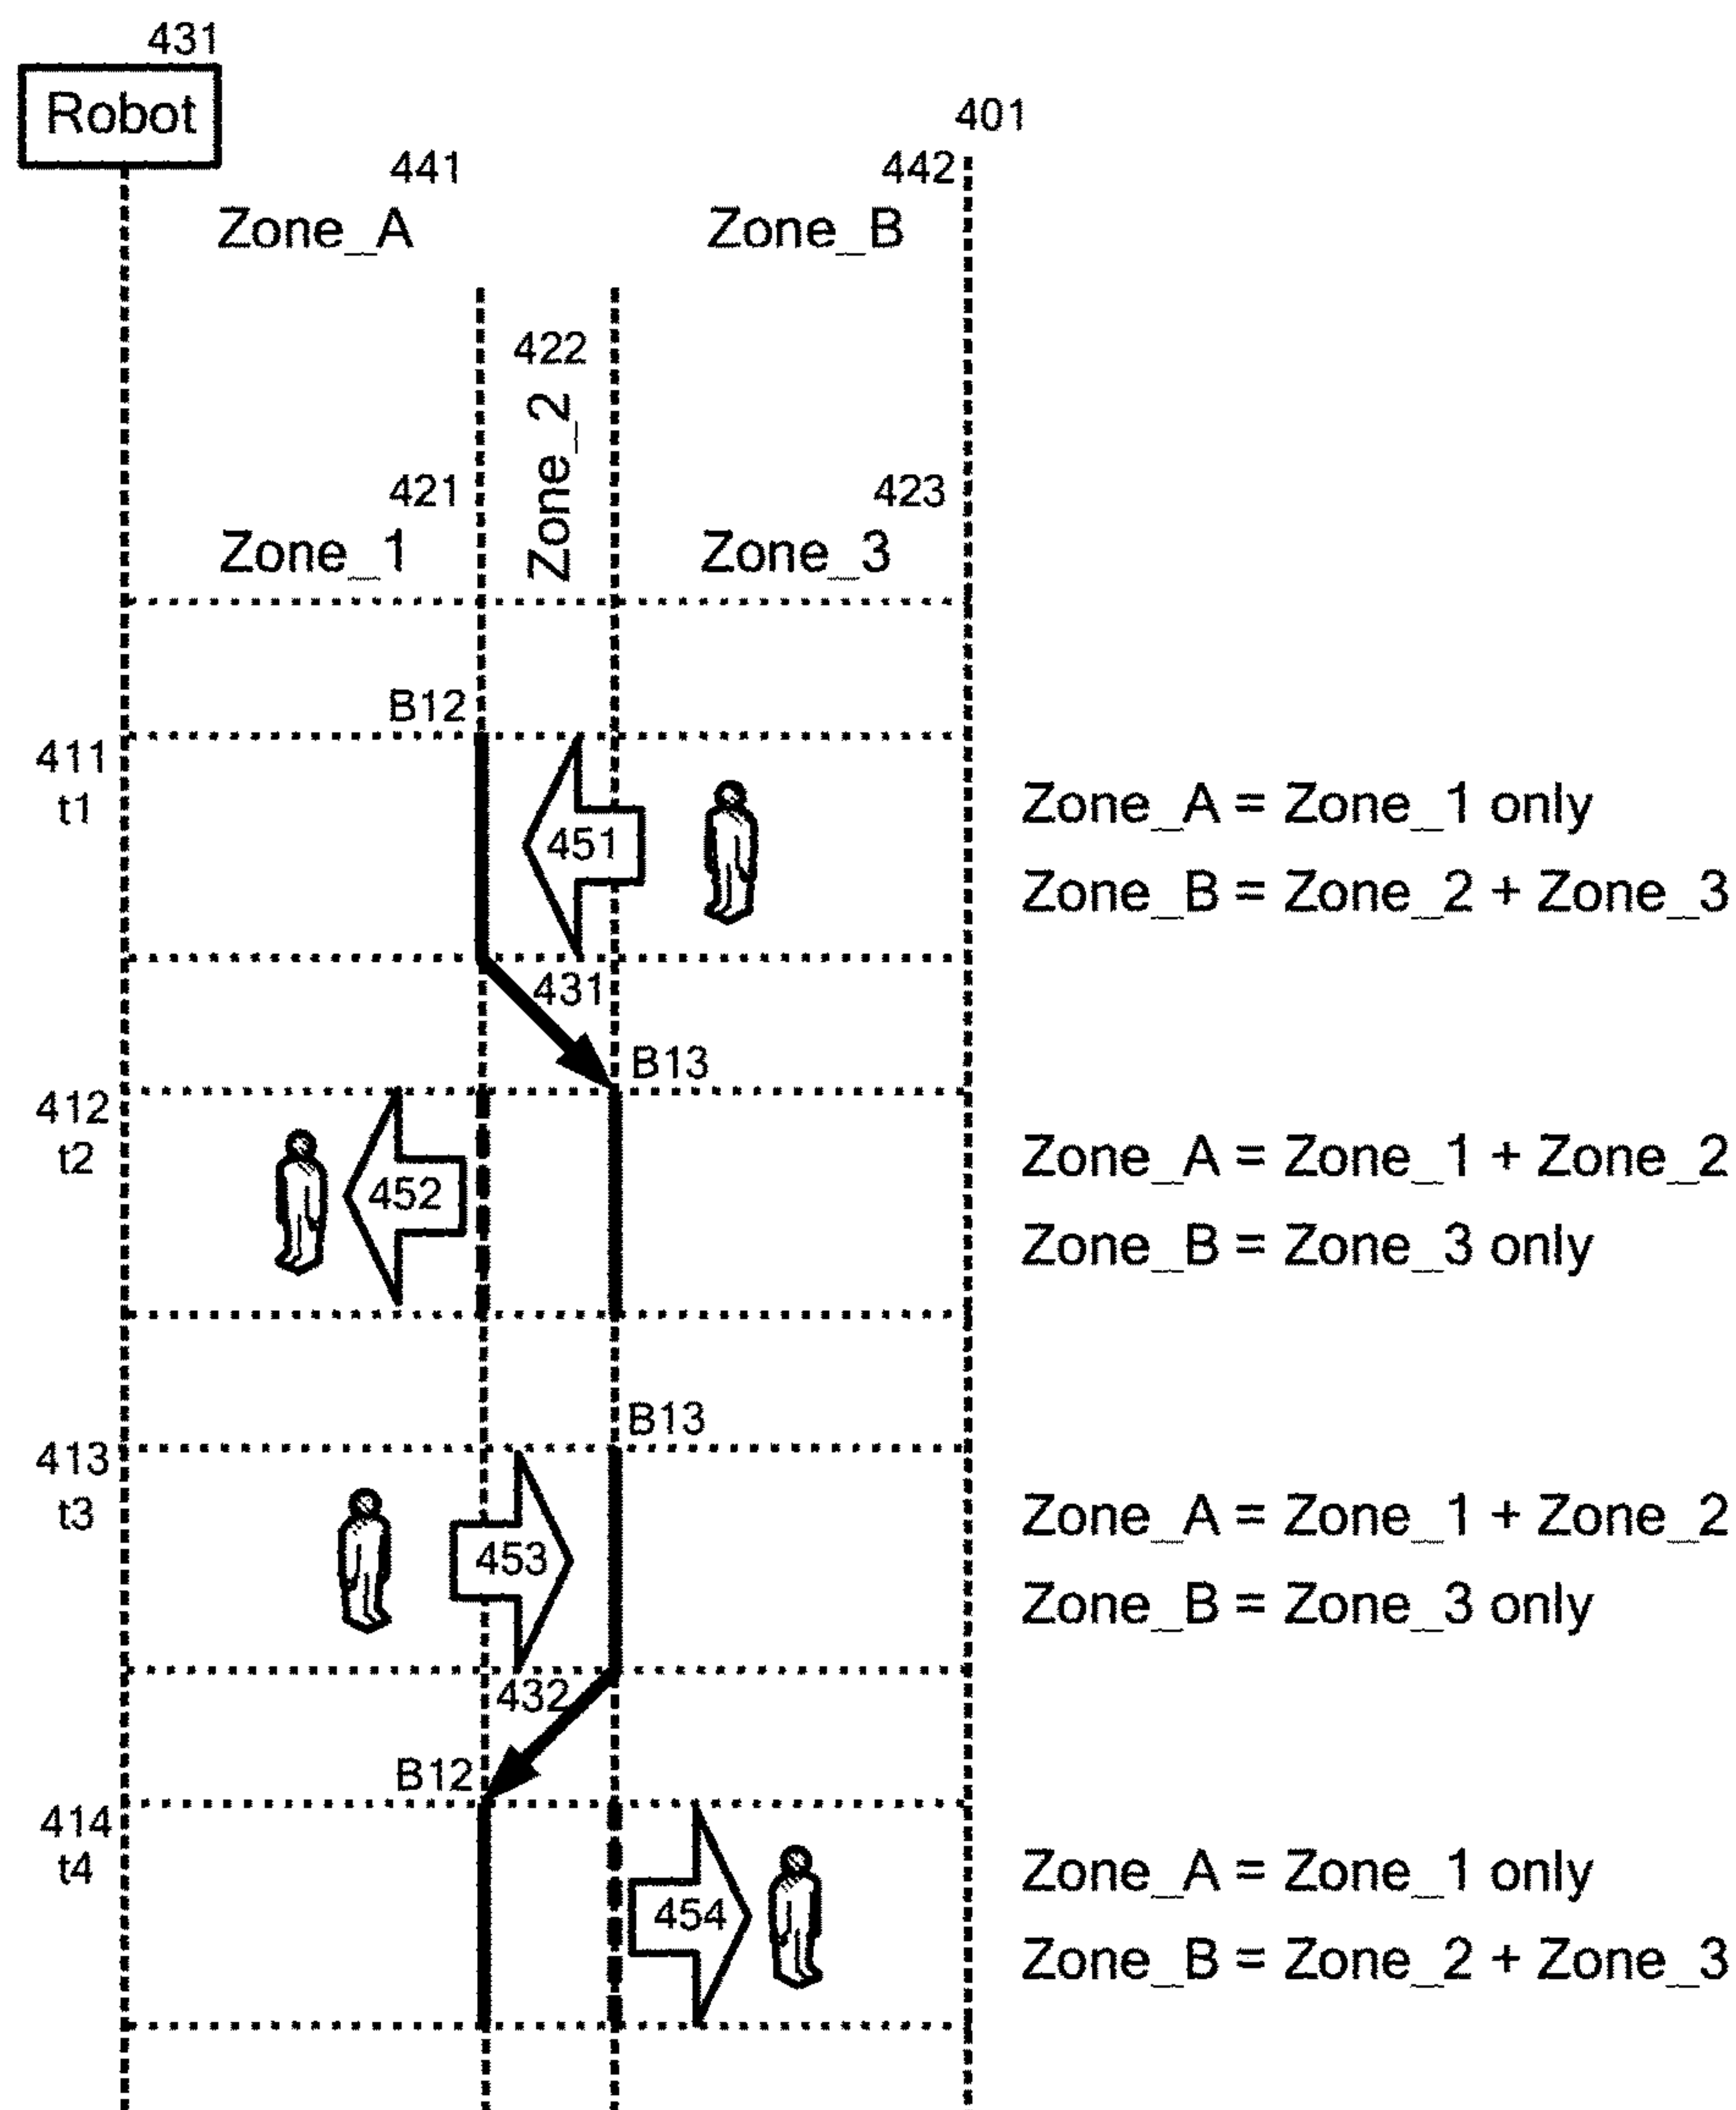 431
Robot
401
441
442
Zone_A
Zone_B
422
Zone_2
421
423
Zone_1
Zone_3
B12
411
t1
451
Zone_A = Zone_1 only
Zone_B = Zone_2 + Zone_3
431
B13
412
t2
452
Zone_A = Zone_1 + Zone_2
Zone_B = Zone_3 only
B13
413
t3
453
Zone_A = Zone_1 + Zone_2
Zone_B = Zone_3 only
432
B12
414
t4
454
Zone_A = Zone_1 only
Zone_B = Zone_2 + Zone_3